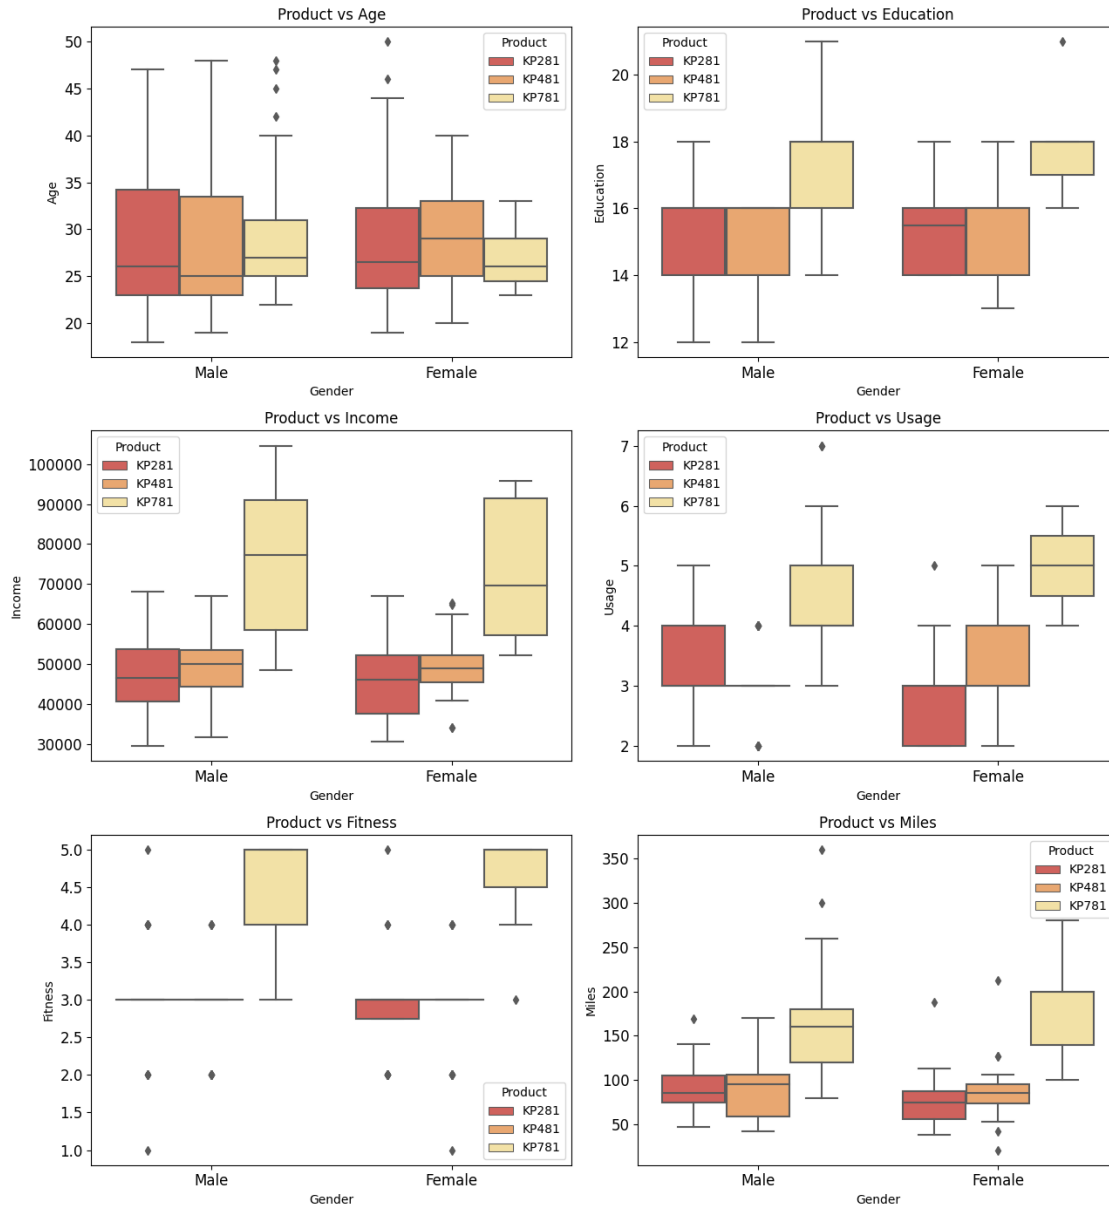 Product vs Age
50
45
40
35
30
25
20
Age
Male
Female
Gender
Product
KP281
KP481
KP781
Product vs Education
20
18
16
14
12
Education
Male
Female
Gender
Product
KP281
KP481
KP781
Product vs Income
100000
90000
80000
70000
60000
50000
40000
30000
Income
Male
Female
Gender
Product
KP281
KP481
KP781
Product vs Usage
7
6
5
4
3
2
Usage
Male
Female
Gender
Product
KP281
KP481
KP781
Product vs Fitness
5.0
4.5
4.0
3.5
3.0
2.5
2.0
1.5
1.0
Fitness
Male
Female
Gender
Product
KP281
KP481
KP781
Product vs Miles
350
300
250
200
150
100
50
Miles
Male
Female
Gender
Product
KP281
KP481
KP781